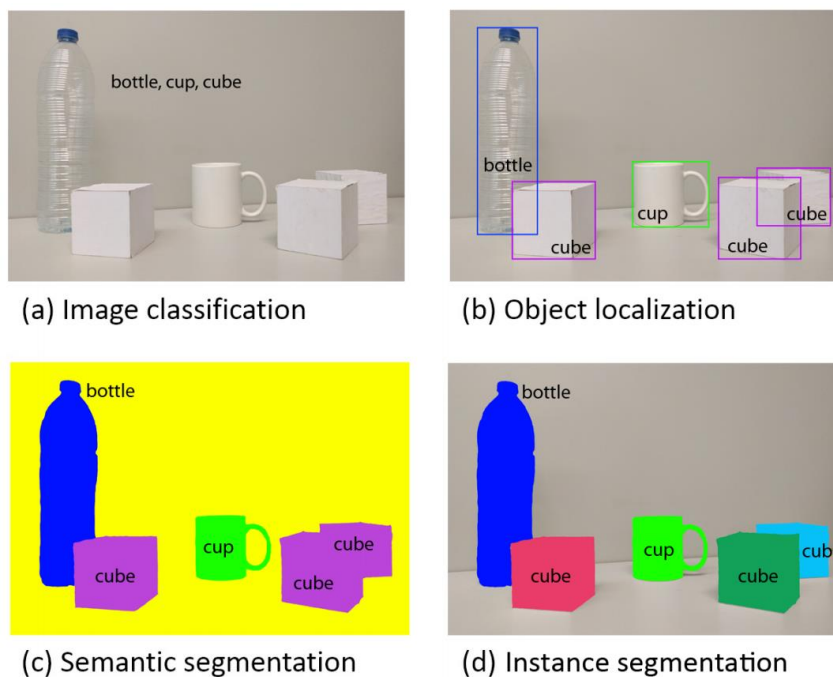 bottle, cup, cube
bottle
cup
cube
cube
cube
(a) Image classification
(b) Object localization
bottle
cup
cube
cube
cube
bottle
cup
cube
cube
cub
(c) Semantic segmentation
(d) Instance segmentation